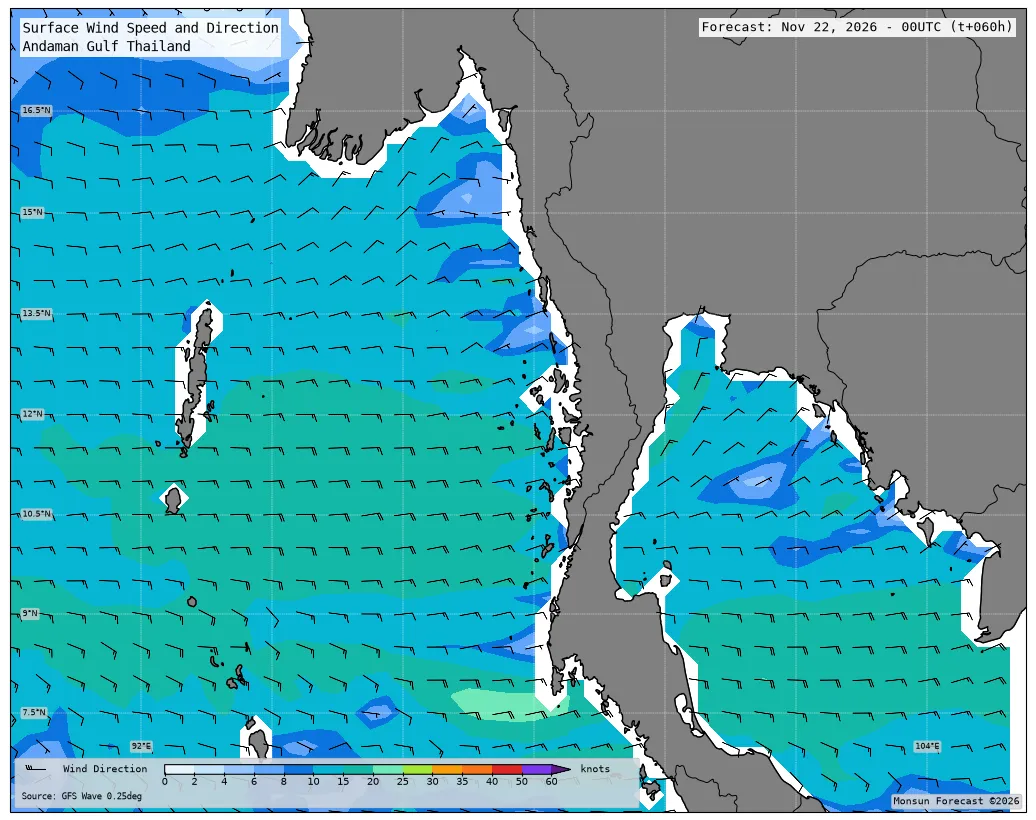 Surface Wind Speed and Direction
Andaman Gulf Thailand
Forecast: Nov 22, 2026 - 00UTC (t+060h)
16.5°N
15°N
13.5°N
12°N
10.5°N
9°N
7.5°N
92°E
104°E
Wind Direction
0 2 4 6 8 10 15 20 25 30 35 40 50 60 knots
Source: GFS Wave 0.25deg
Monsun Forecast ©2026